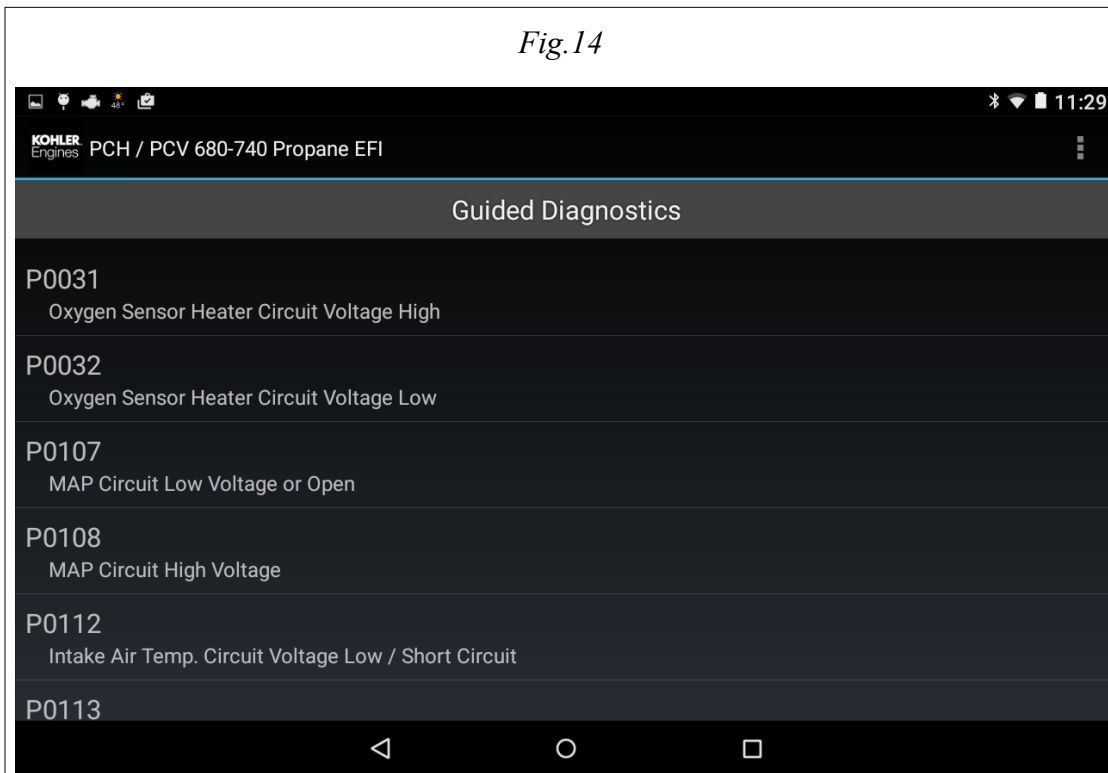 Fig.14
48° 11:29
KOHLER
Engines PCH / PCV 680-740 Propane EFI
Guided Diagnostics
P0031
Oxygen Sensor Heater Circuit Voltage High
P0032
Oxygen Sensor Heater Circuit Voltage Low
P0107
MAP Circuit Low Voltage or Open
P0108
MAP Circuit High Voltage
P0112
Intake Air Temp. Circuit Voltage Low / Short Circuit
P0113